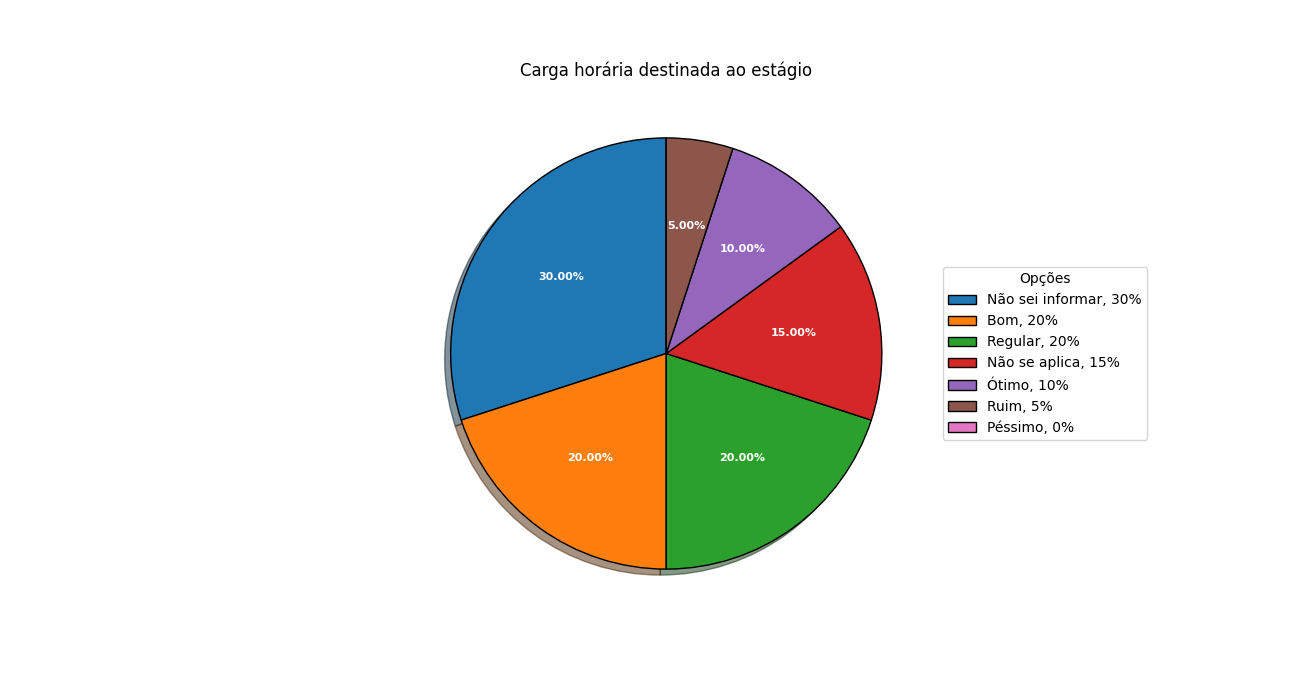 Carga horária destinada ao estágio
5.00%
10.00%
30.00%
15.00%
20.00%
20.00%
Opções
Não sei informar, 30%
Bom, 20%
Regular, 20%
Não se aplica, 15%
Ótimo, 10%
Ruim, 5%
Péssimo, 0%